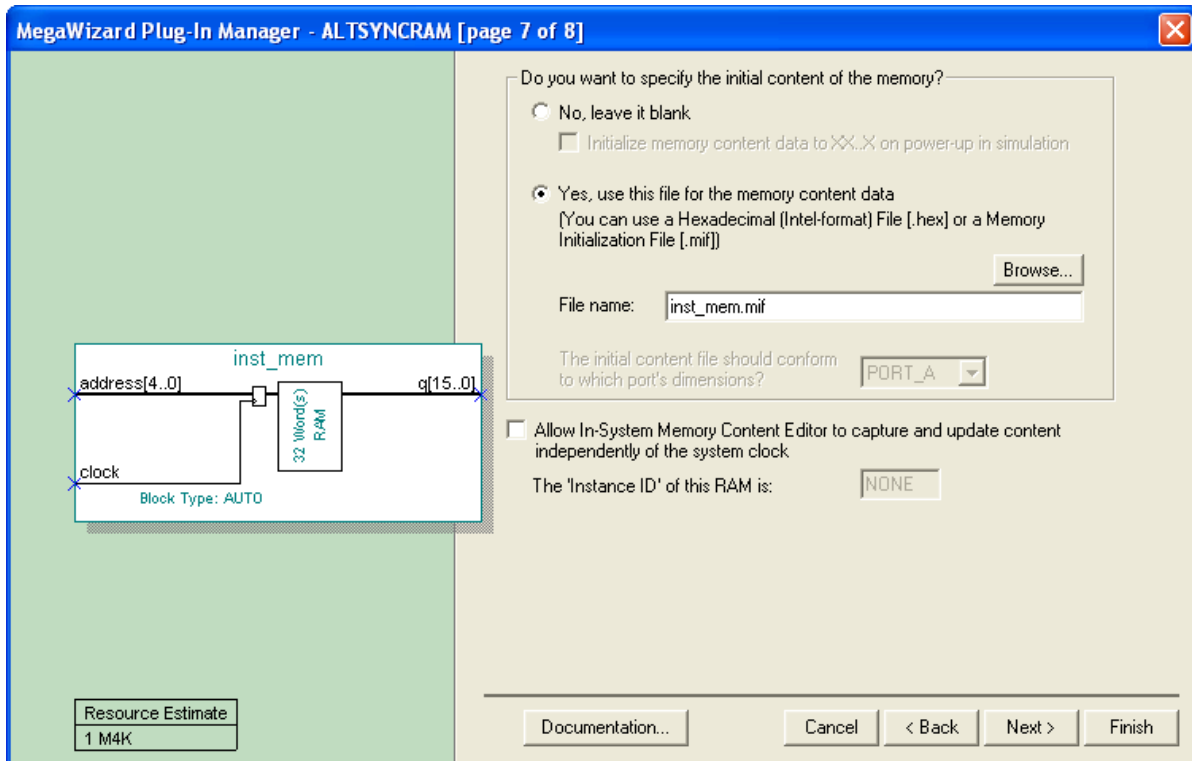 MegaWizard Plug-In Manager - ALTSYNCRAM [page 7 of 8]
Do you want to specify the initial content of the memory?
No, leave it blank
Initialize memory content data to XX..X on power-up in simulation
Yes, use this file for the memory content data
(You can use a Hexadecimal (Intel-format) File [.hex] or a Memory
Initialization File [.mif])
Browse...
File name: inst_mem.mif
The initial content file should conform
to which port's dimensions? PORT_A
Allow In-System Memory Content Editor to capture and update content
independently of the system clock
The 'Instance ID' of this RAM is: NONE
inst_mem
address[4..0]
q[15..0]
32 Word(s)
RAM
clock
Block Type: AUTO
Resource Estimate
1 M4K
Documentation... Cancel < Back Next > Finish